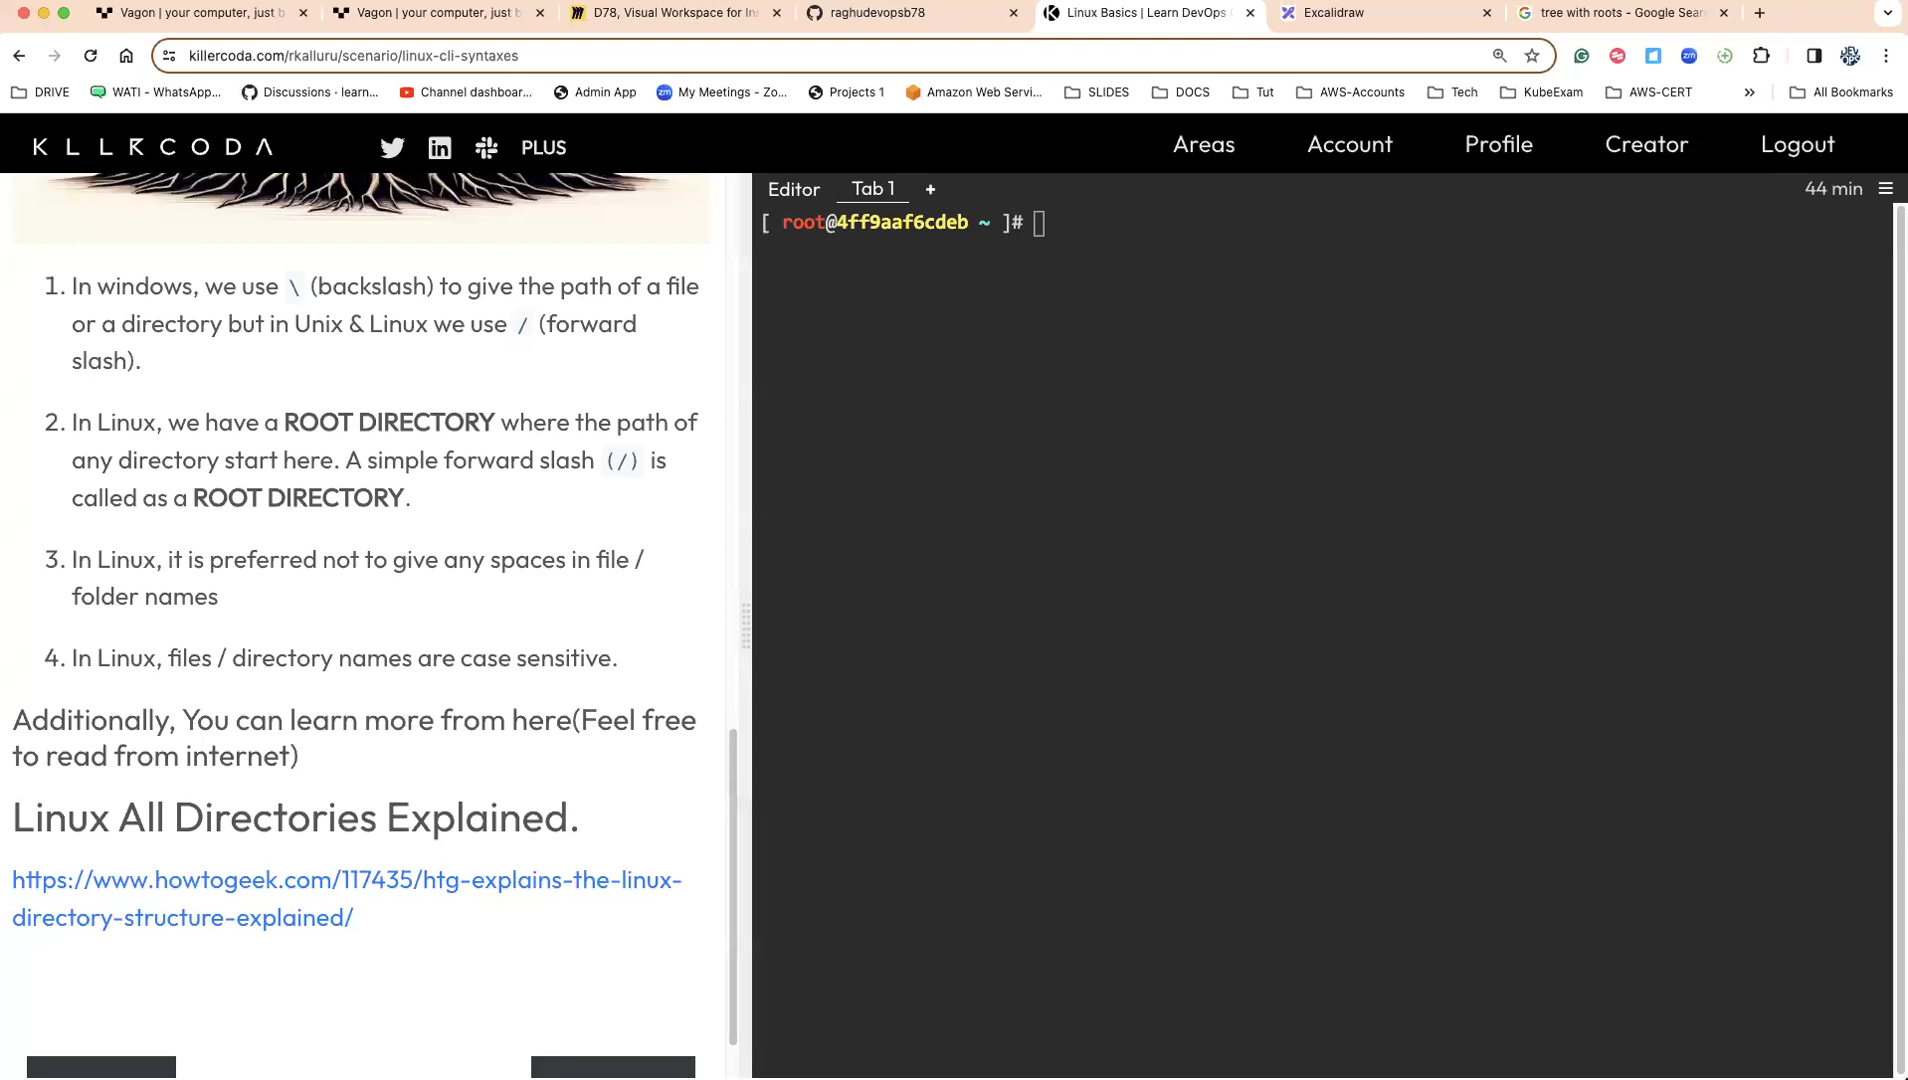 Vagon | your computer, just b
Vagon | your computer, just b
D78, Visual Workspace for Inn
raghudevopsb78
Linux Basics | Learn DevOps
Excalidraw
tree with roots - Google Sear
killercoda.com/rkalluru/scenario/linux-cli-syntaxes
DRIVE
WATI - WhatsApp...
Discussions · learn...
Channel dashboar...
Admin App
My Meetings - Zo...
Projects 1
Amazon Web Servi...
SLIDES
DOCS
Tut
AWS-Accounts
Tech
KubeExam
AWS-CERT
»
All Bookmarks
KLLRCODA
PLUS
Areas
Account
Profile
Creator
Logout
Editor
Tab 1
+
44 min
[ root@4ff9aaf6cdeb ~ ]#
1. In windows, we use \ (backslash) to give the path of a file
or a directory but in Unix & Linux we use / (forward
slash).
2. In Linux, we have a ROOT DIRECTORY where the path of
any directory start here. A simple forward slash (/) is
called as a ROOT DIRECTORY.
3. In Linux, it is preferred not to give any spaces in file /
folder names
4. In Linux, files / directory names are case sensitive.
Additionally, You can learn more from here(Feel free
to read from internet)
Linux All Directories Explained.
https://www.howtogeek.com/117435/htg-explains-the-linux-
directory-structure-explained/